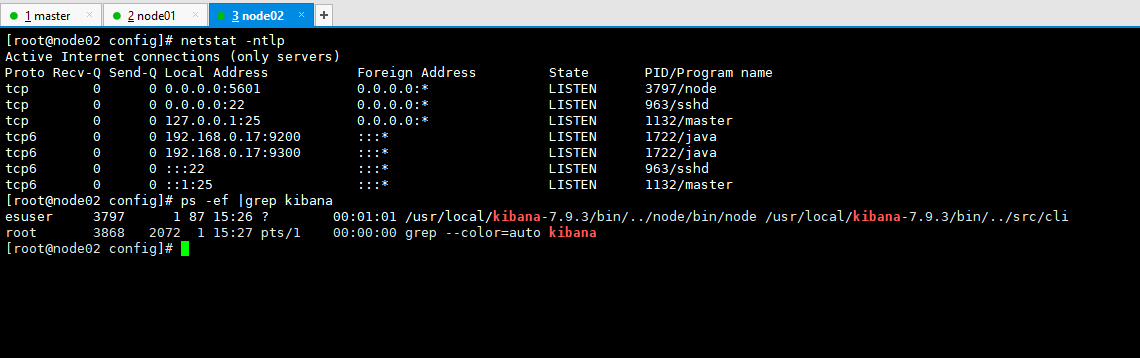 1 master × 2 node01 × 3 node02 × +
[root@node02 config]# netstat -ntlp
Active Internet connections (only servers)
Proto Recv-Q Send-Q Local Address           Foreign Address         State       PID/Program name
tcp        0      0 0.0.0.0:5601            0.0.0.0:*               LISTEN      3797/node
tcp        0      0 0.0.0.0:22              0.0.0.0:*               LISTEN      963/sshd
tcp        0      0 127.0.0.1:25            0.0.0.0:*               LISTEN      1132/master
tcp6       0      0 192.168.0.17:9200       :::*                    LISTEN      1722/java
tcp6       0      0 192.168.0.17:9300       :::*                    LISTEN      1722/java
tcp6       0      0 :::22                   :::*                    LISTEN      963/sshd
tcp6       0      0 ::1:25                  :::*                    LISTEN      1132/master
[root@node02 config]# ps -ef |grep kibana
esuser     3797      1 87 15:26 ?        00:01:01 /usr/local/kibana-7.9.3/bin/../node/bin/node /usr/local/kibana-7.9.3/bin/../src/cli
root       3868   2072  1 15:27 pts/1    00:00:00 grep --color=auto kibana
[root@node02 config]#